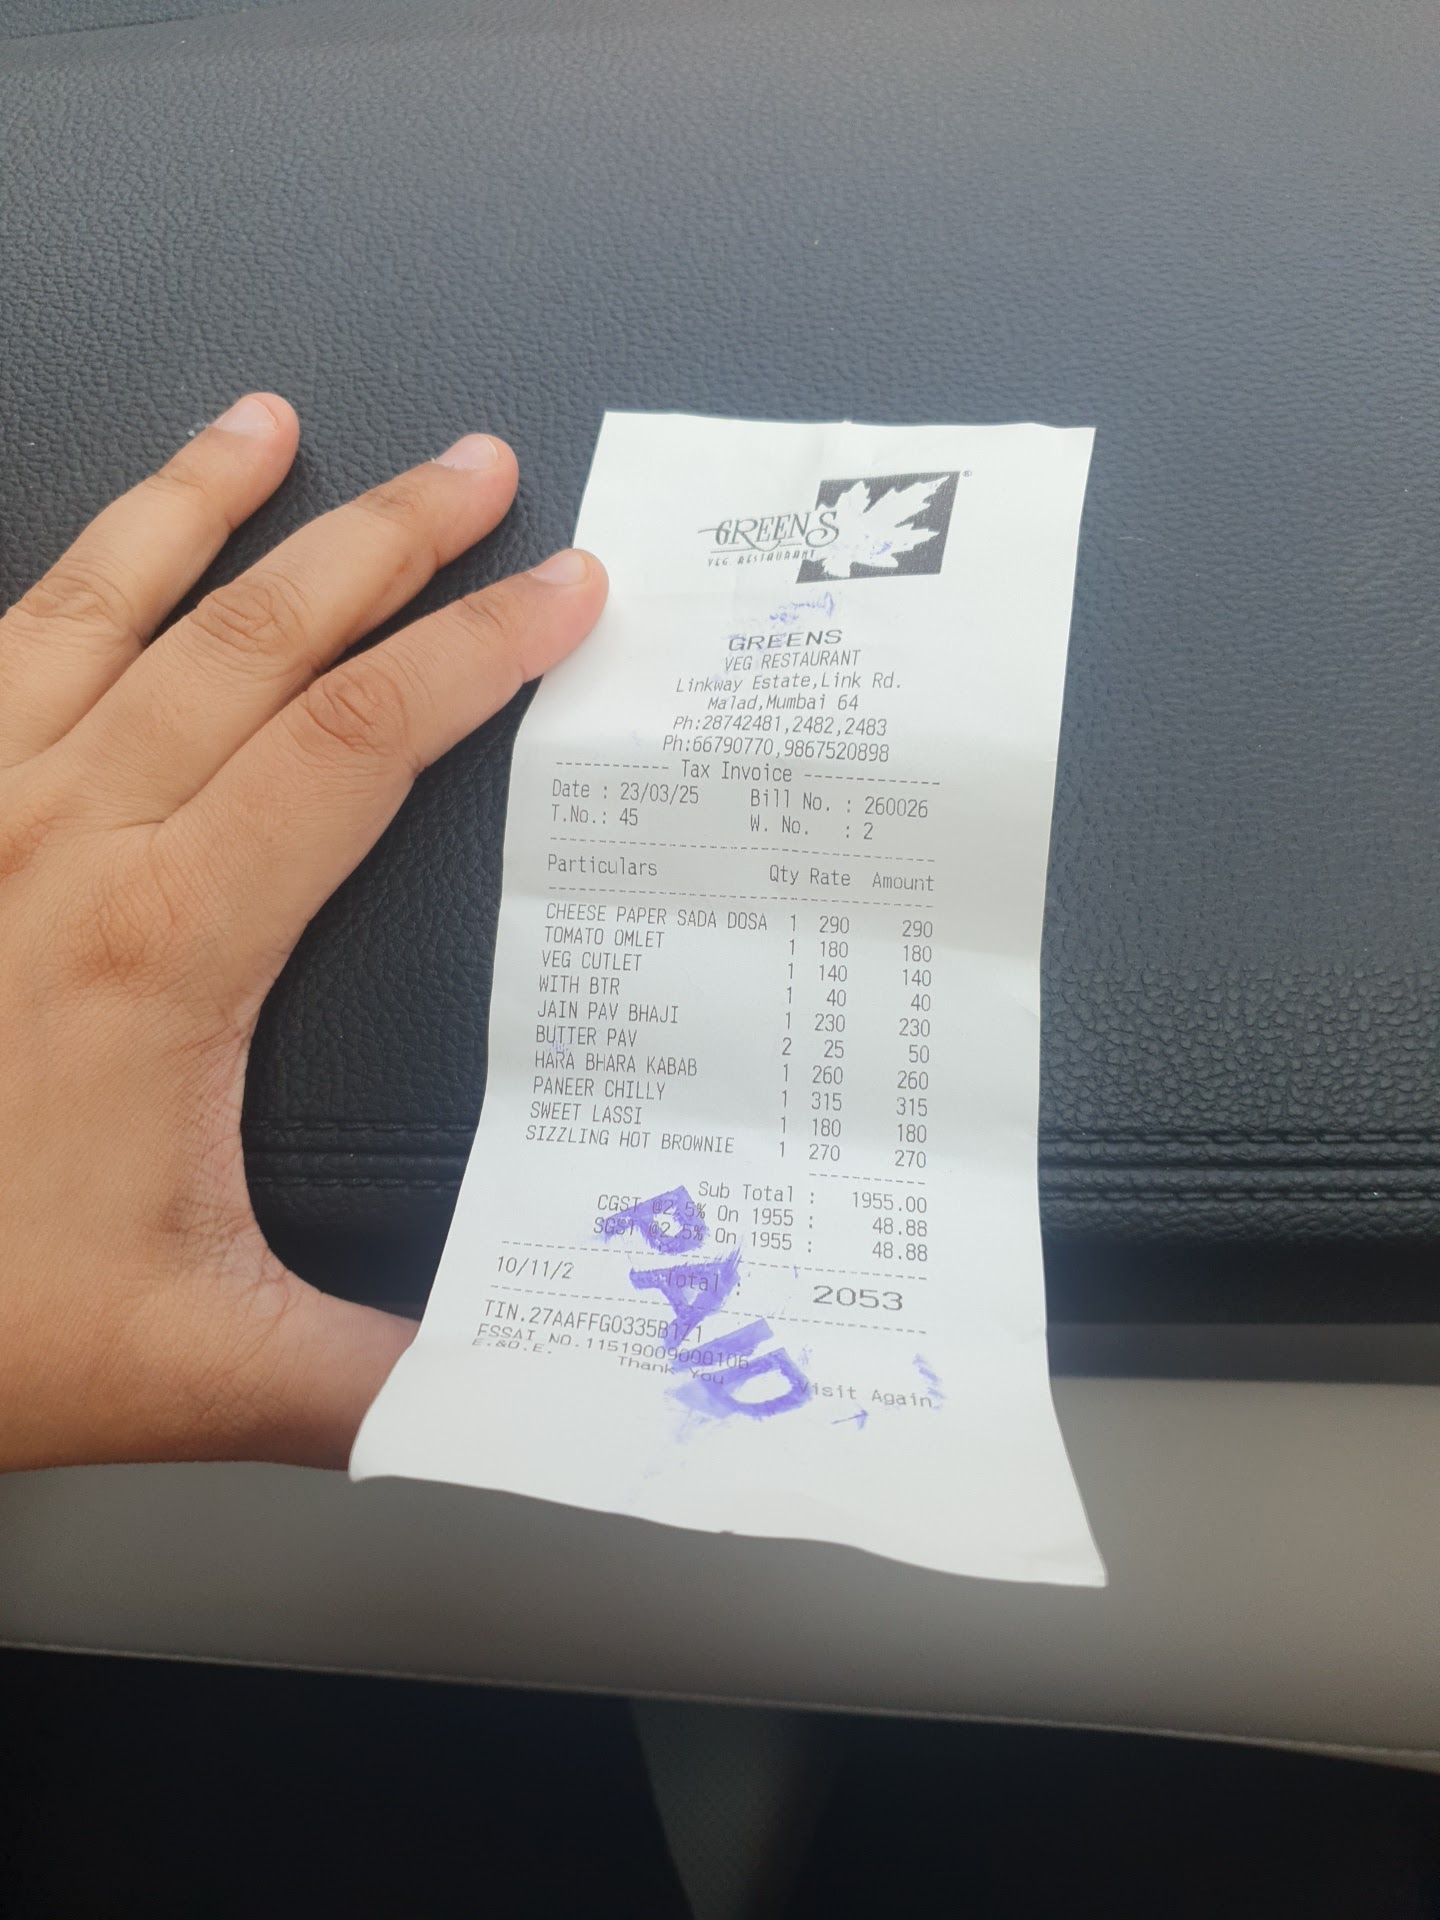 GREENS
VEG. RESTAURANT
®
GREENS
VEG RESTAURANT
Linkway Estate,Link Rd.
Malad,Mumbai 64
Ph:28742481,2482,2483
Ph:66790770,9867520898
------------ Tax Invoice -------------
Date : 23/03/25 Bill No. : 260026
T.No.: 45 W. No. : 2
Particulars Qty Rate Amount
CHEESE PAPER SADA DOSA 1 290 290
TOMATO OMLET 1 180 180
VEG CUTLET 1 140 140
WITH BTR 1 40 40
JAIN PAV BHAJI 1 230 230
BUTTER PAV 2 25 50
HARA BHARA KABAB 1 260 260
PANEER CHILLY 1 315 315
SWEET LASSI 1 180 180
SIZZLING HOT BROWNIE 1 270 270
Sub Total : 1955.00
CGST @2.5% On 1955 : 48.88
SGST @2.5% On 1955 : 48.88
10/11/2 Total : 2053
TIN.27AAFFG0335B1Z1
FSSAI NO.11519009000106
E.&O.E. Thank You Visit Again
PAID